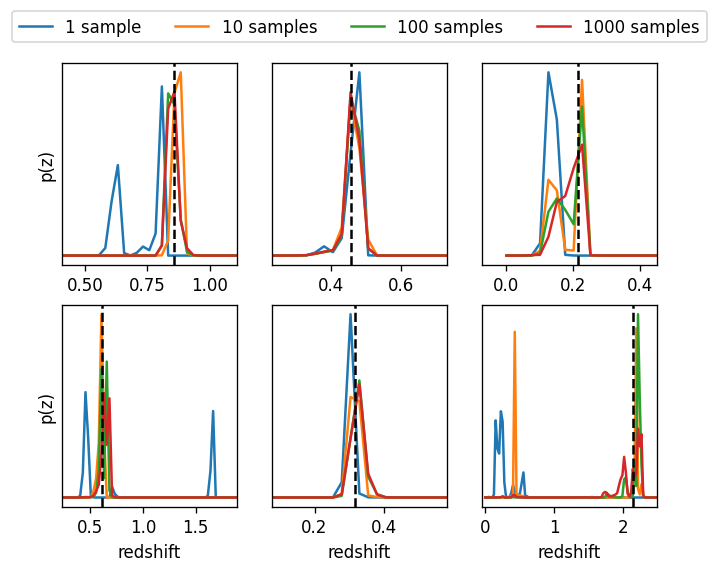 1 sample 10 samples 100 samples 1000 samples
p(z)
0.50 0.75 1.00
0.4 0.6
0.0 0.2 0.4
p(z)
0.5 1.0 1.5
0.2 0.4
0 1 2
redshift redshift redshift